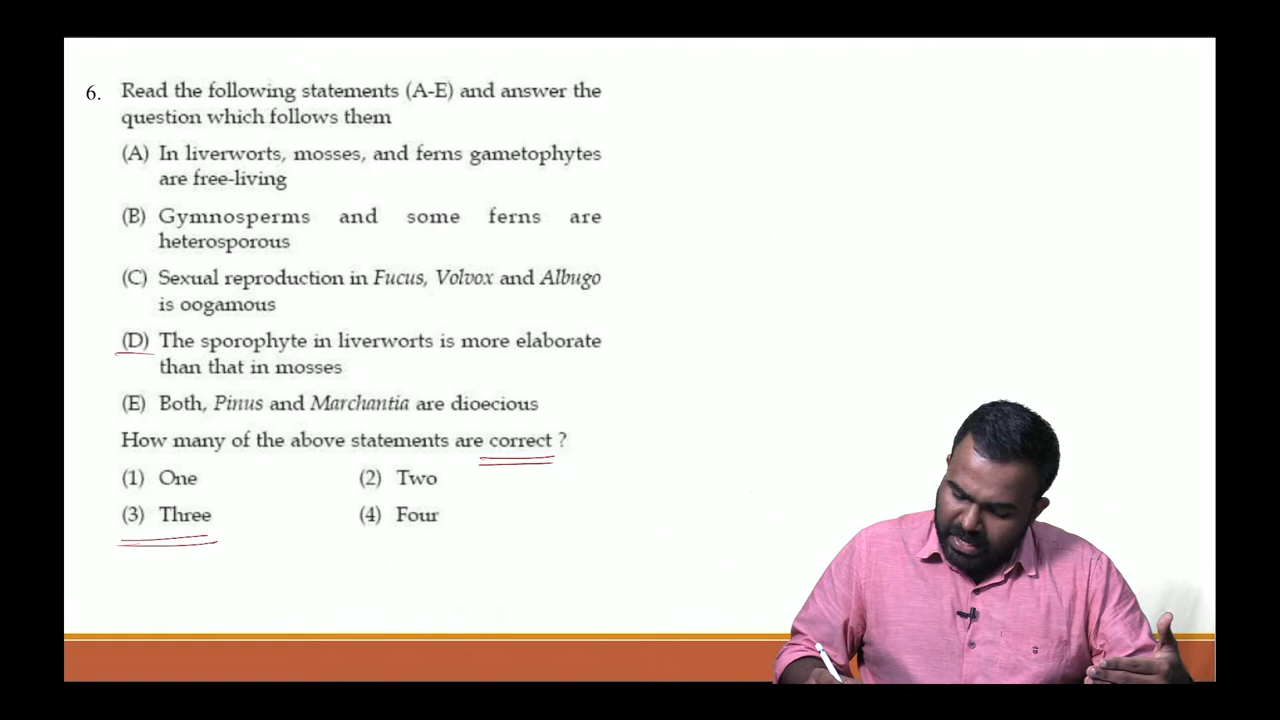 6. Read the following statements (A-E) and answer the
question which follows them
(A) In liverworts, mosses, and ferns gametophytes
are free-living
(B) Gymnosperms and some ferns are
heterosporous
(C) Sexual reproduction in Fucus, Volvox and Albugo
is oogamous
(D) The sporophyte in liverworts is more elaborate
than that in mosses
(E) Both, Pinus and Marchantia are dioecious
How many of the above statements are correct ?
(1) One (2) Two
(3) Three (4) Four